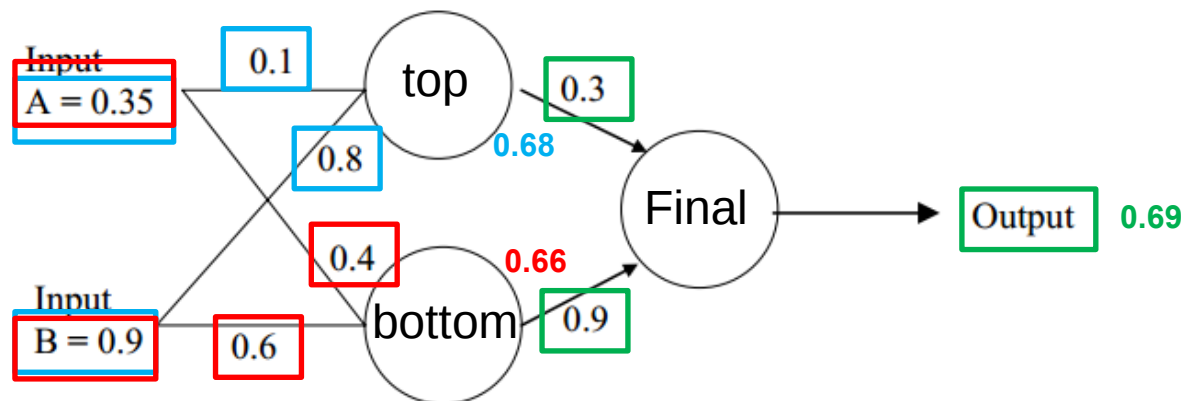 Input
A = 0.35
0.1
top
0.3
0.68
0.8
Final
Output
0.69
0.4
0.66
Input
B = 0.9
0.6
bottom
0.9